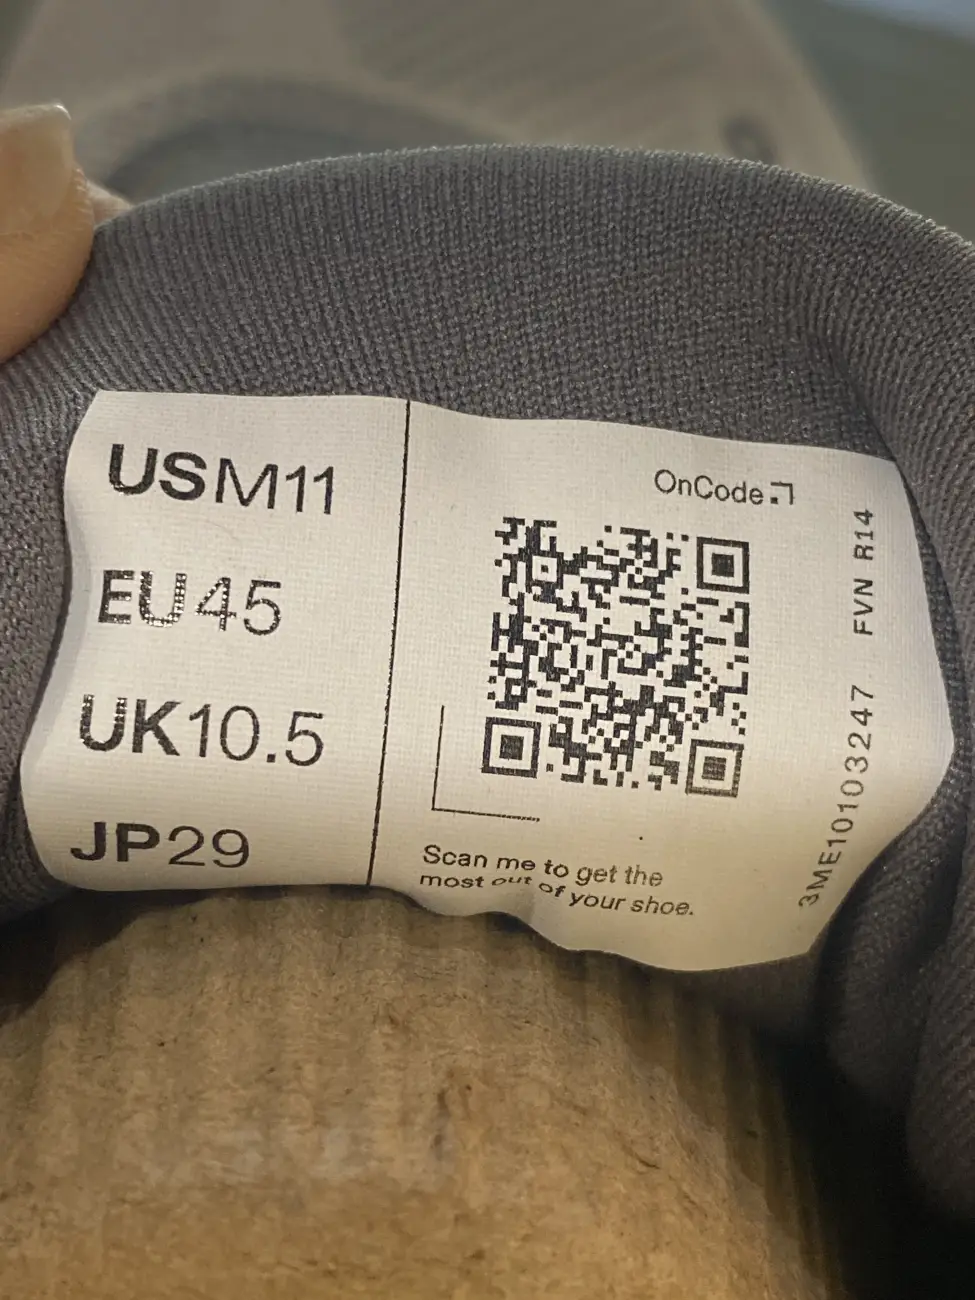 USM11
EU45
UK10.5
JP29
OnCode
Scan me to get the
most out of your shoe.
3ME10103247 FVN R14